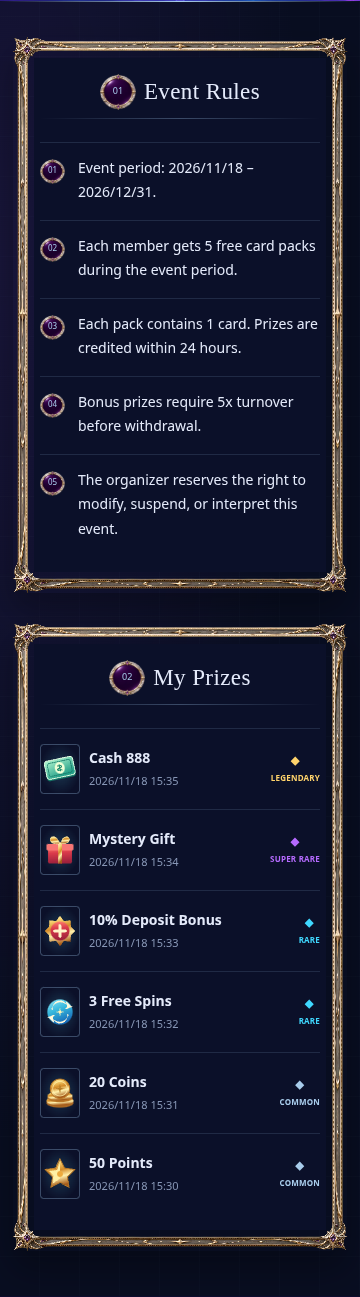 01 Event Rules
01 Event period: 2026/11/18 –
2026/12/31.
02 Each member gets 5 free card packs
during the event period.
03 Each pack contains 1 card. Prizes are
credited within 24 hours.
04 Bonus prizes require 5x turnover
before withdrawal.
05 The organizer reserves the right to
modify, suspend, or interpret this
event.
02 My Prizes
Cash 888
2026/11/18 15:35
LEGENDARY
Mystery Gift
2026/11/18 15:34
SUPER RARE
10% Deposit Bonus
2026/11/18 15:33
RARE
3 Free Spins
2026/11/18 15:32
RARE
20 Coins
2026/11/18 15:31
COMMON
50 Points
2026/11/18 15:30
COMMON